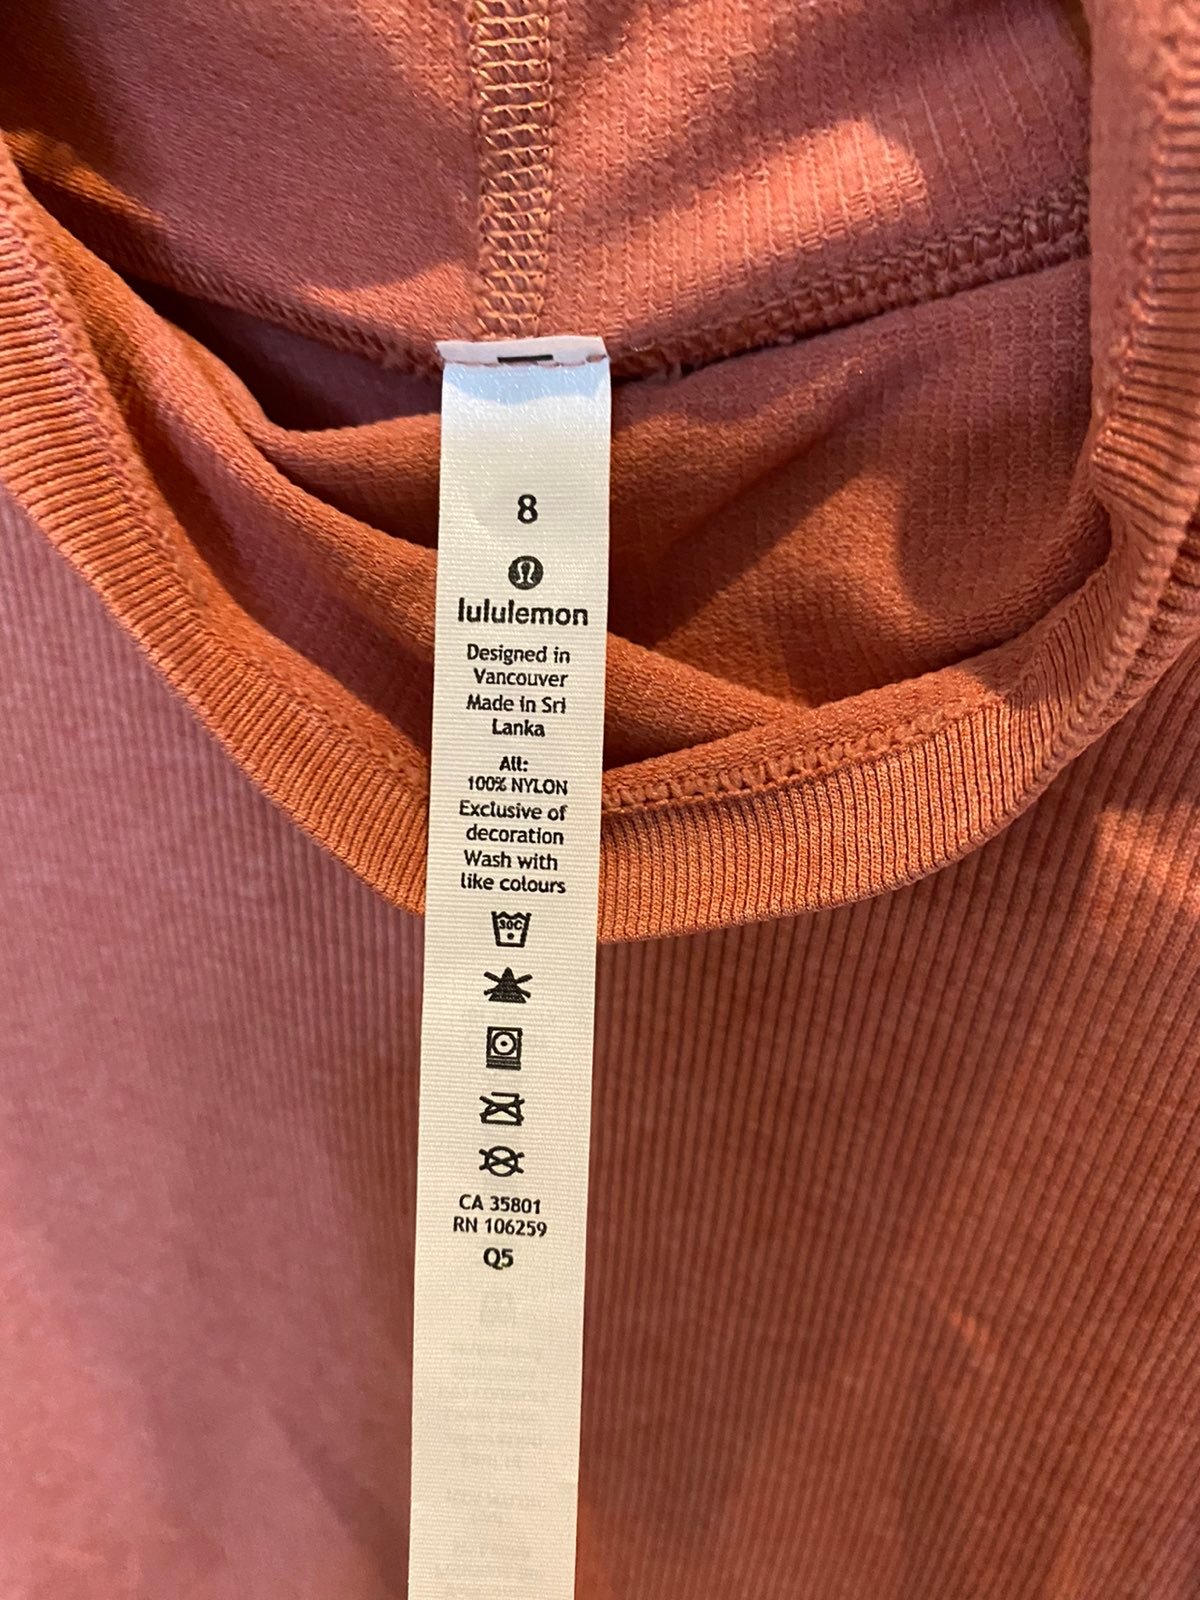 8
lululemon
Designed in
Vancouver
Made in Sri
Lanka
All:
100% NYLON
Exclusive of
decoration
Wash with
like colours
30C
CA 35801
RN 106259
Q5